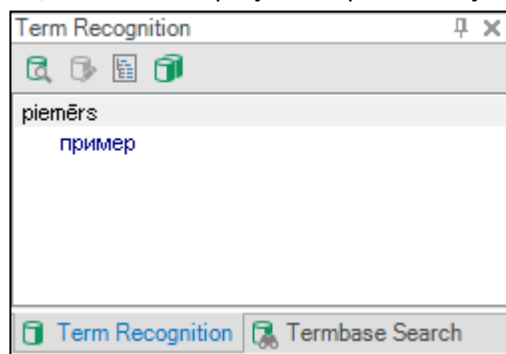 Term Recognition
piemērs
пример
Term Recognition Termbase Search